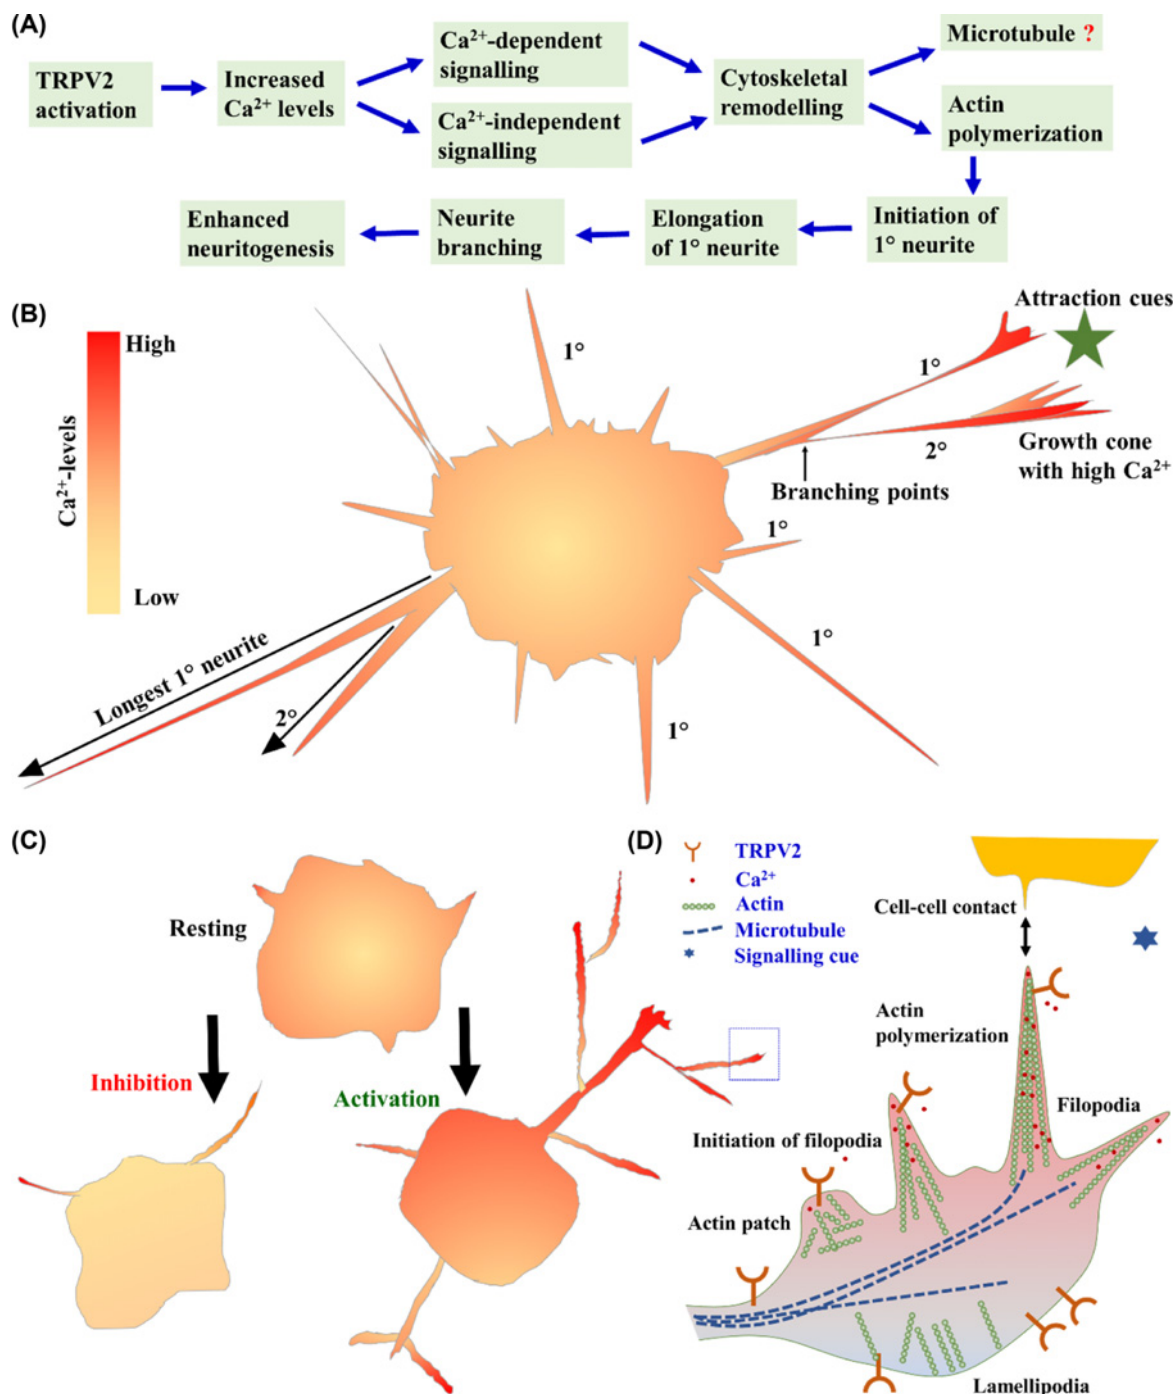 (A)
TRPV2
activation
Increased
Ca²⁺ levels
Ca²⁺-dependent
signalling
Ca²⁺-independent
signalling
Cytoskeletal
remodelling
Microtubule ?
Actin
polymerization
Initiation of
1° neurite
Elongation
of 1° neurite
Neurite
branching
Enhanced
neuritogenesis
(B)
High
Ca²⁺-levels
Low
1°
1°
Attraction cues
2°
Growth cone
with high Ca²⁺
Branching points
1°
1°
1°
Longest 1° neurite
2°
(C)
Resting
Inhibition
Activation
(D)
TRPV2
Ca²⁺
Actin
Microtubule
Signalling cue
Cell-cell contact
Actin
polymerization
Filopodia
Initiation of filopodia
Actin patch
Lamellipodia